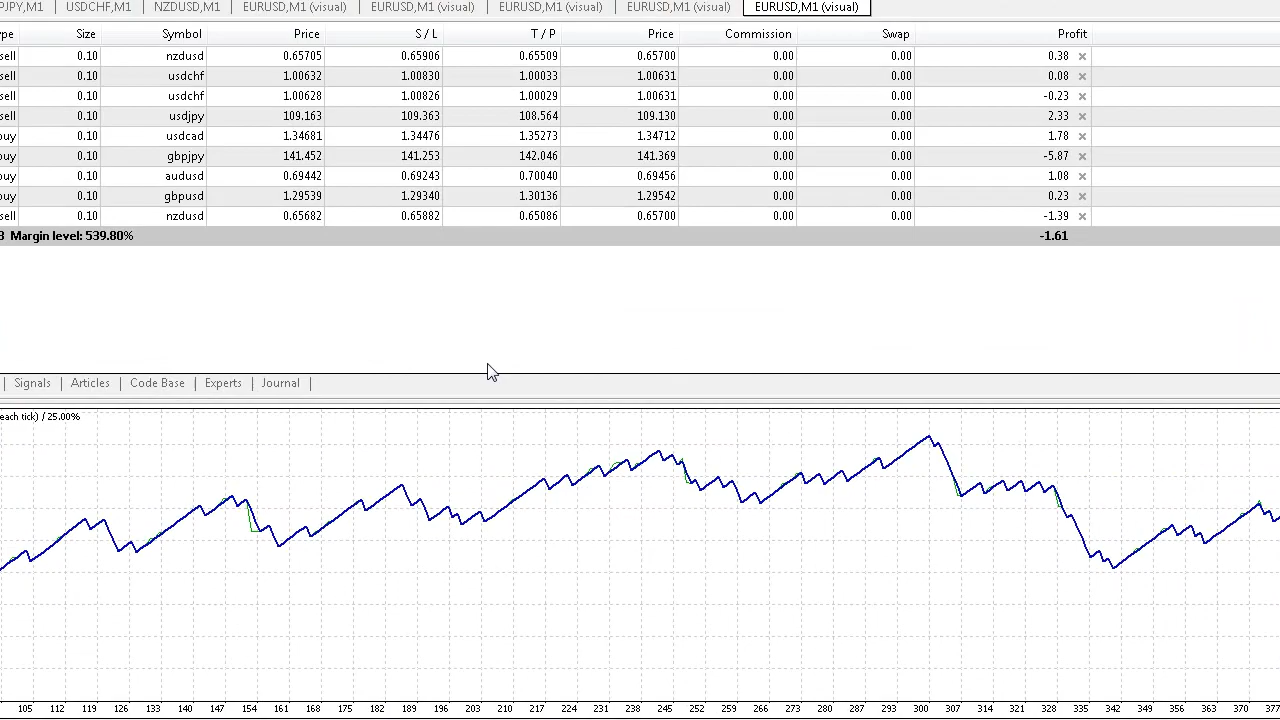 PJPY,M1 USDCHF,M1 NZDUSD,M1 EURUSD,M1 (visual) EURUSD,M1 (visual) EURUSD,M1 (visual) EURUSD,M1 (visual) EURUSD,M1 (visual)
ype Size Symbol Price S / L T / P Price Commission Swap Profit
sell 0.10 nzdusd 0.65705 0.65906 0.65509 0.65700 0.00 0.00 0.38
sell 0.10 usdchf 1.00632 1.00830 1.00033 1.00631 0.00 0.00 0.08
sell 0.10 usdchf 1.00628 1.00826 1.00029 1.00631 0.00 0.00 -0.23
sell 0.10 usdjpy 109.163 109.363 108.564 109.130 0.00 0.00 2.33
buy 0.10 usdcad 1.34681 1.34476 1.35273 1.34712 0.00 0.00 1.78
buy 0.10 gbpjpy 141.452 141.253 142.046 141.369 0.00 0.00 -5.87
buy 0.10 audusd 0.69442 0.69243 0.70040 0.69456 0.00 0.00 1.08
buy 0.10 gbpusd 1.29539 1.29340 1.30136 1.29542 0.00 0.00 0.23
sell 0.10 nzdusd 0.65682 0.65882 0.65086 0.65700 0.00 0.00 -1.39
Margin level: 539.80% -1.61
Signals | Articles | Code Base | Experts | Journal |
each tick) / 25.00%
105 112 119 126 133 140 147 154 161 168 175 182 189 196 203 210 217 224 231 238 245 252 259 266 273 280 287 293 300 307 314 321 328 335 342 349 356 363 370 377